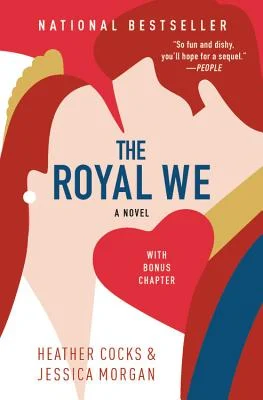 NATIONAL BESTSELLER
"So fun and dishy,
you'll hope for a sequel."
—PEOPLE
THE
ROYAL WE
A NOVEL
WITH
BONUS
CHAPTER
HEATHER COCKS &
JESSICA MORGAN